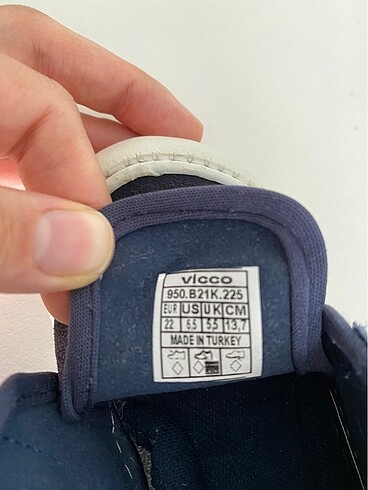 vicco
950.B21K.225
EUR US UK CM
22 6,5 5,5 13,7
MADE IN TURKEY